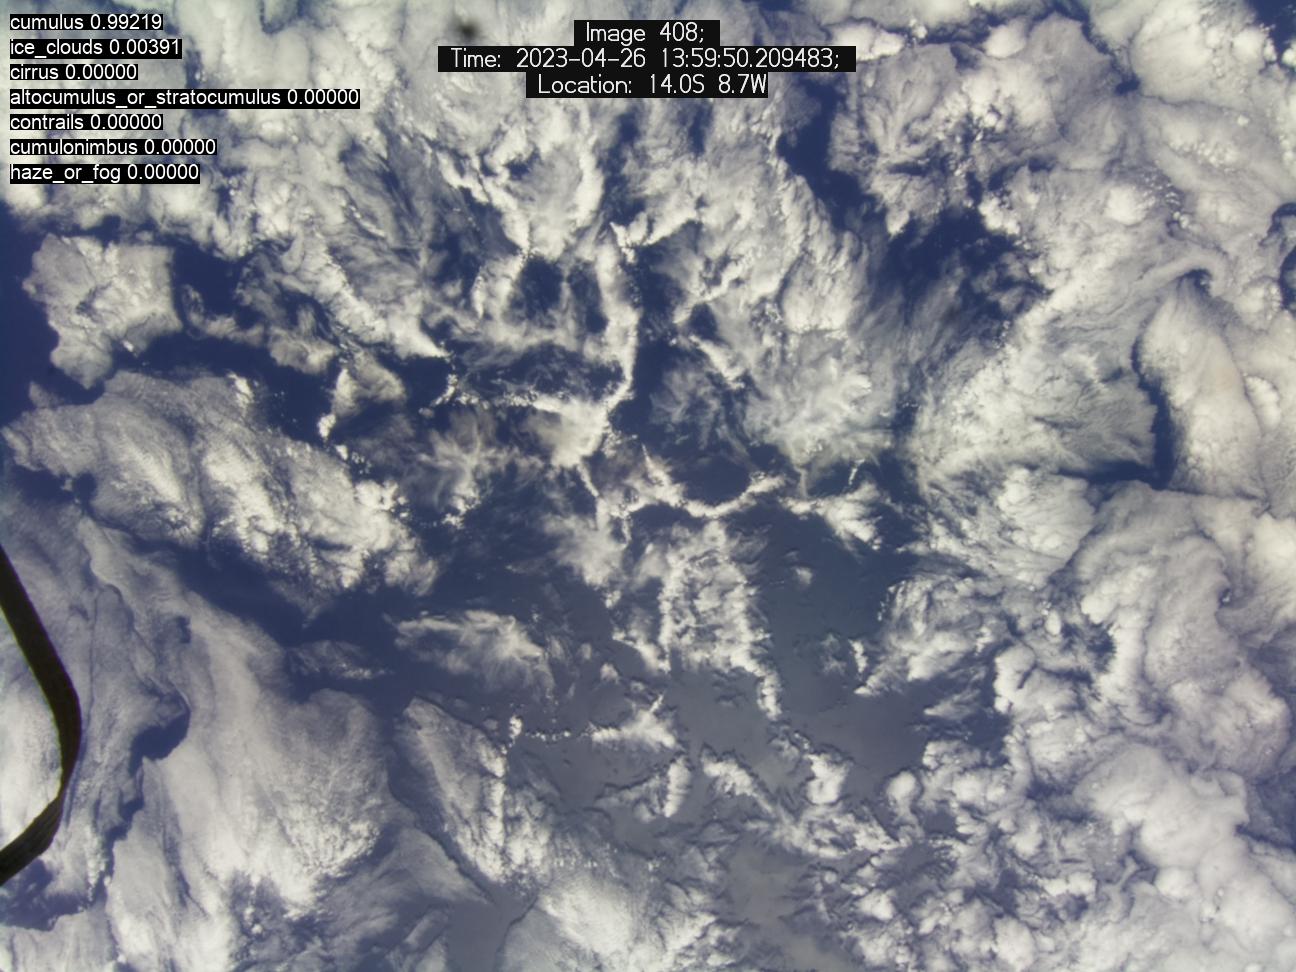 cumulus 0.99219
ice_clouds 0.00391
cirrus 0.00000
altocumulus_or_stratocumulus 0.00000
contrails 0.00000
cumulonimbus 0.00000
haze_or_fog 0.00000
Image 408;
Time: 2023-04-26 13:59:50.209483;
Location: 14.0S 8.7W